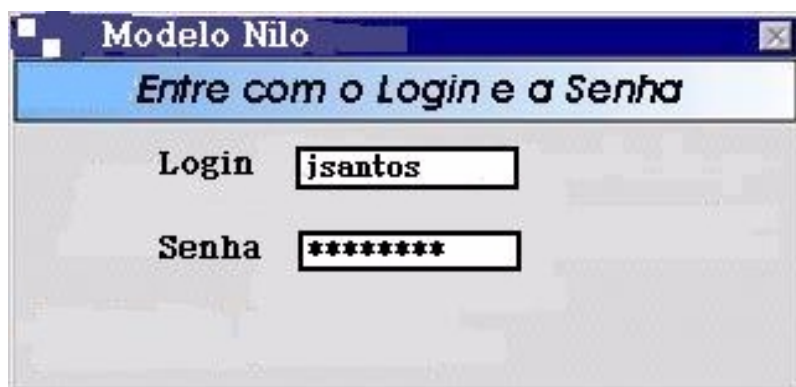 Modelo Nilo
Entre com o Login e a Senha
Login jsantos
Senha ********